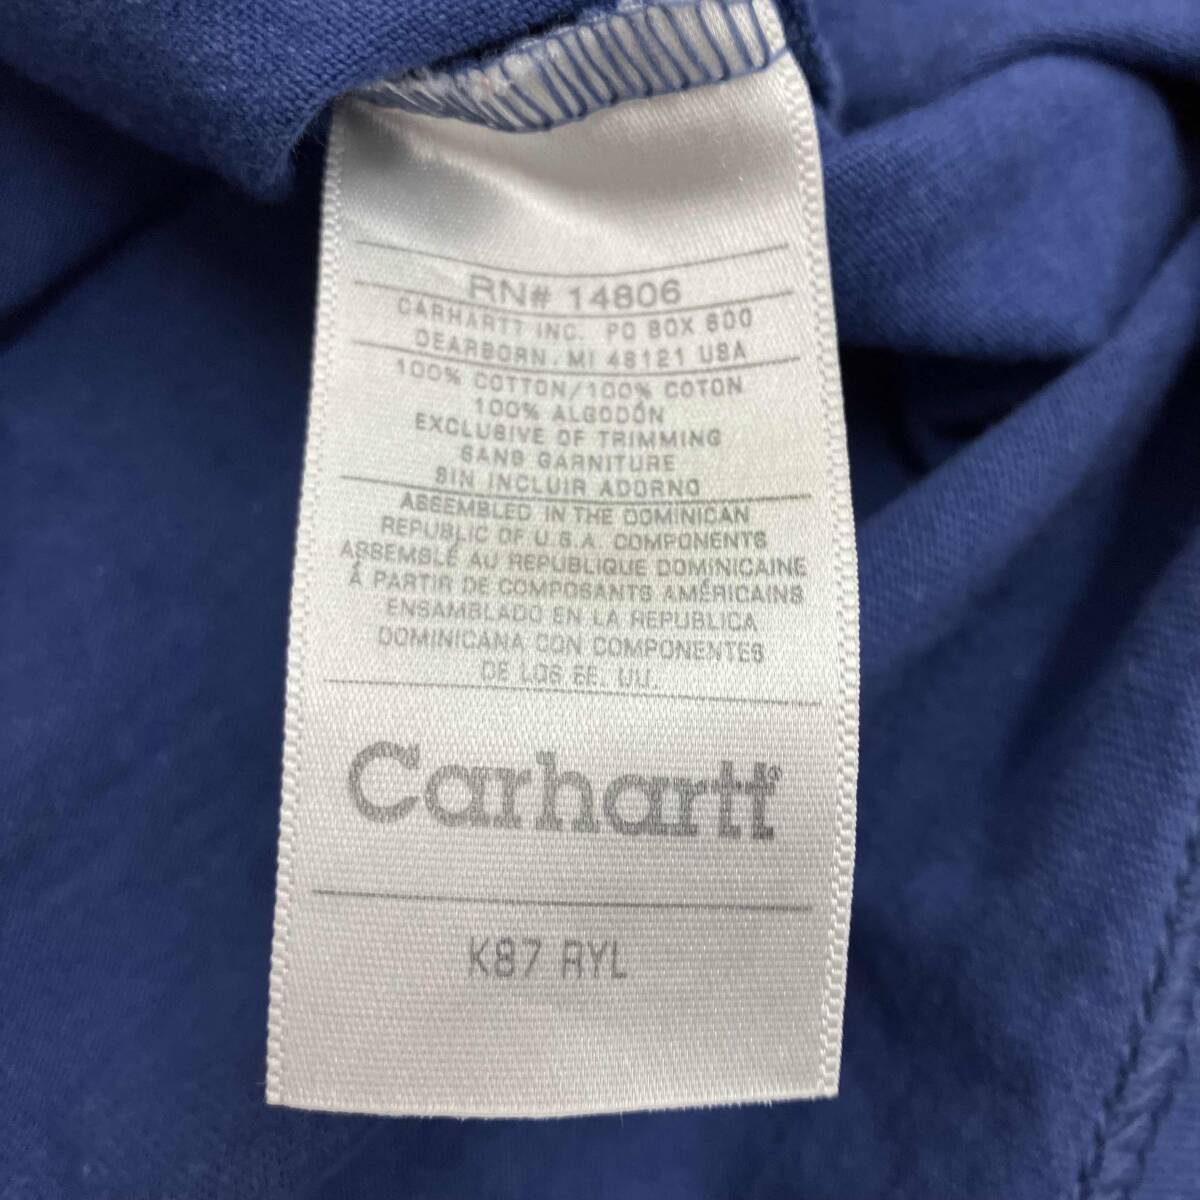 RN# 14806
CARHARTT INC. PO BOX 600
DEARBORN, MI 48121 USA
100% COTTON/100% COTON
100% ALGODÓN
EXCLUSIVE OF TRIMMING
SANS GARNITURE
SIN INCLUIR ADORNO
ASSEMBLED IN THE DOMINICAN
REPUBLIC OF U.S.A. COMPONENTS
ASSEMBLÉ AU REPUBLIQUE DOMINICAINE
Á PARTIR DE COMPOSANTS AMÉRICAINS
ENSAMBLADO EN LA REPUBLICA
DOMINICANA CON COMPONENTES
DE LOS EE. UU.
Carhartt®
K87 RYL